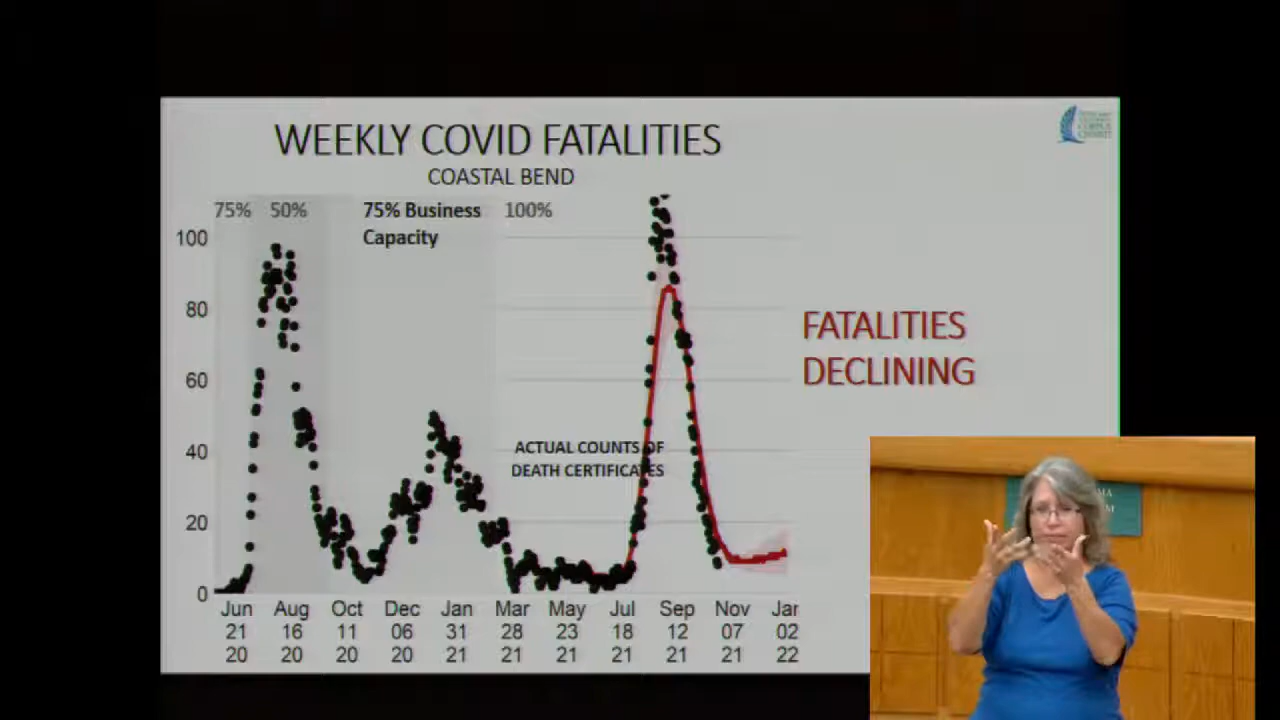 WEEKLY COVID FATALITIES
COASTAL BEND
75% 50% 75% Business 100%
Capacity
100
80
60
40
20
0
FATALITIES
DECLINING
ACTUAL COUNTS OF
DEATH CERTIFICATES
Jun Aug Oct Dec Jan Mar May Jul Sep Nov Jan
21 16 11 06 31 28 23 18 12 07 02
20 20 20 20 21 21 21 21 21 21 22
CORPUS
CHRISTI